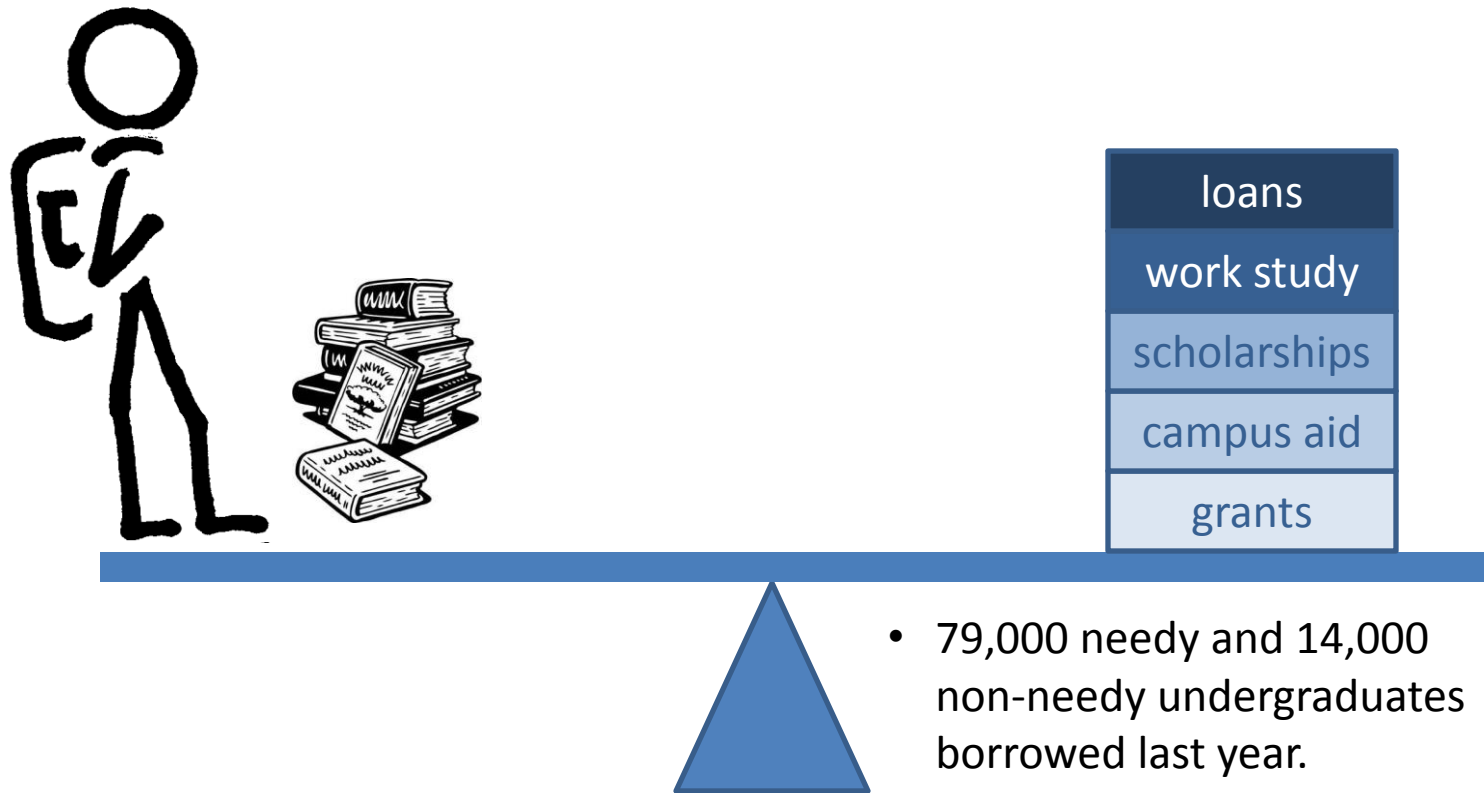 loans
work study
scholarships
campus aid
grants
• 79,000 needy and 14,000
non-needy undergraduates
borrowed last year.